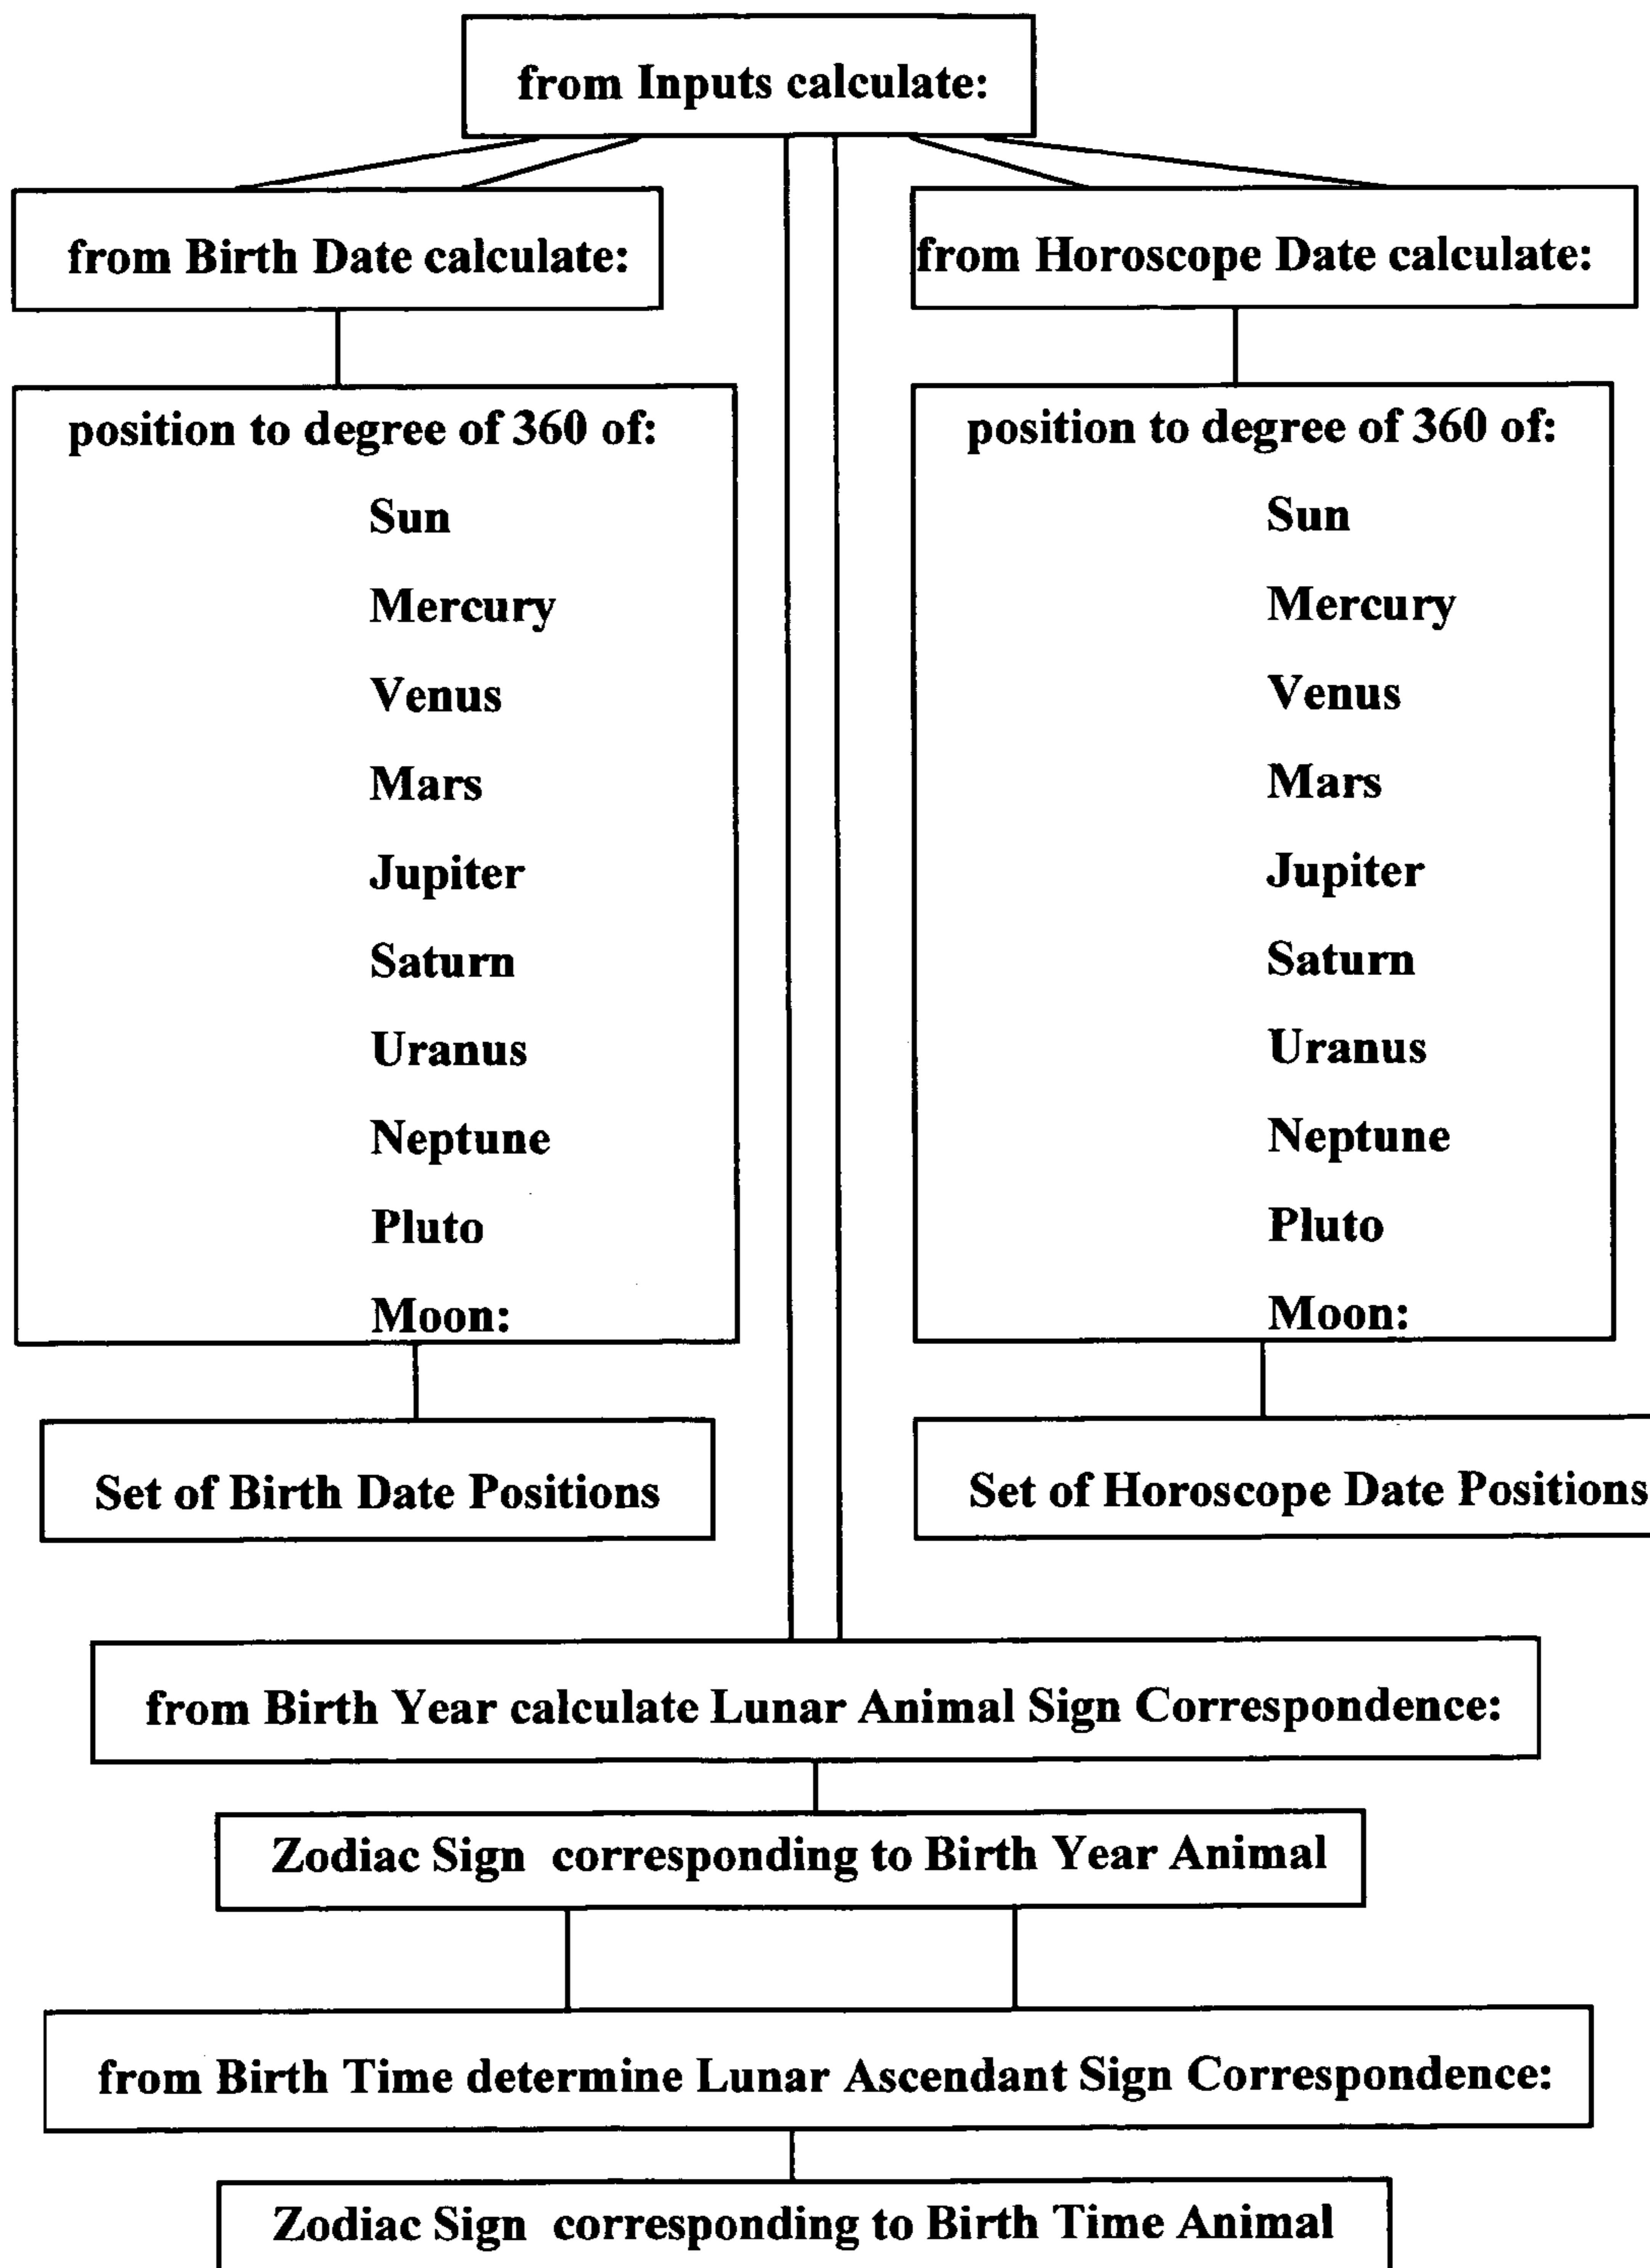 from Inputs calculate:
from Birth Date calculate:
position to degree of 360 of:
Sun
Mercury
Venus
Mars
Jupiter
Saturn
Uranus
Neptune
Pluto
Moon:
Set of Birth Date Positions
from Horoscope Date calculate:
position to degree of 360 of:
Sun
Mercury
Venus
Mars
Jupiter
Saturn
Uranus
Neptune
Pluto
Moon:
Set of Horoscope Date Positions
from Birth Year calculate Lunar Animal Sign Correspondence:
Zodiac Sign  corresponding to Birth Year Animal
from Birth Time determine Lunar Ascendant Sign Correspondence:
Zodiac Sign  corresponding to Birth Time Animal